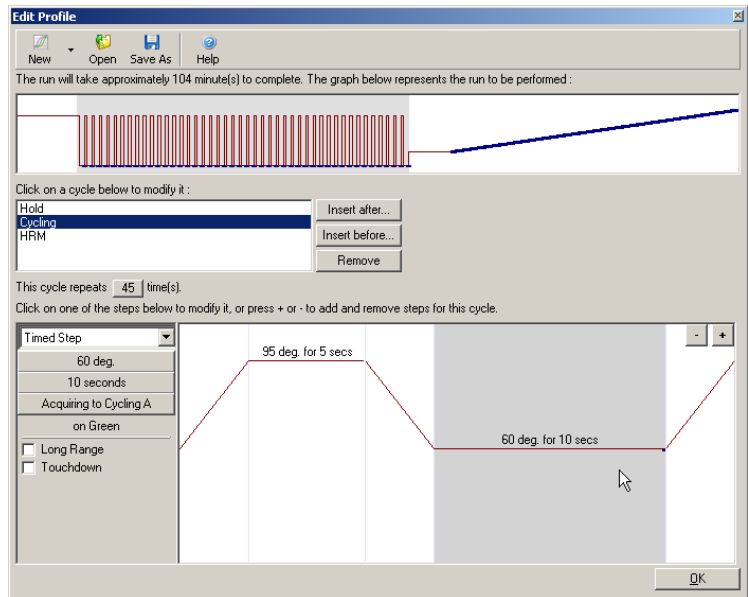 Edit Profile
New Open Save As Help
The run will take approximately 104 minute(s) to complete. The graph below represents the run to be performed :
Click on a cycle below to modify it :
Hold
Cycling
HRM
Insert after...
Insert before...
Remove
This cycle repeats 45 time(s).
Click on one of the steps below to modify it, or press + or - to add and remove steps for this cycle.
Timed Step
60 deg.
10 seconds
Acquiring to Cycling A
on Green
Long Range
Touchdown
95 deg. for 5 secs
60 deg. for 10 secs
- +
OK